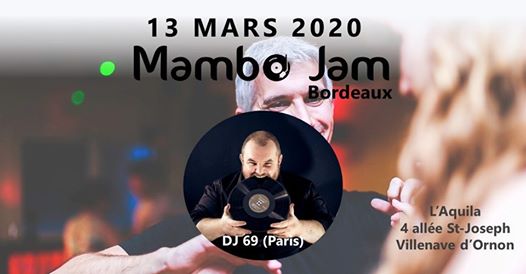 13 MARS 2020
Mambo Jam
Bordeaux
DJ 69 (Paris)
L'Aquila
4 allée St-Joseph
Villenave d'Ornon